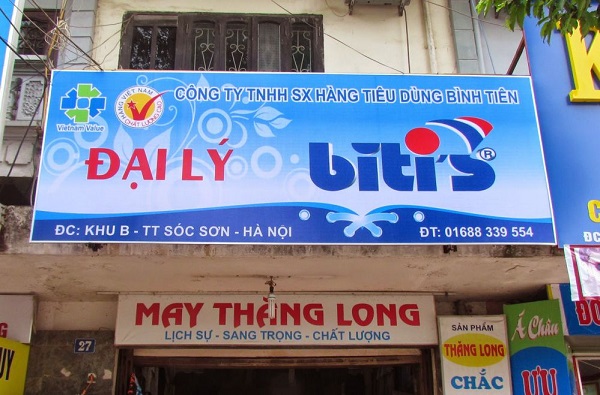 CÔNG TY TNHH SX HÀNG TIÊU DÙNG BÌNH TIÊN
Vietnam Value
ĐẠI LÝ
biti's®
ĐC: KHU B - TT SÓC SƠN - HÀ NỘI
ĐT: 01688 339 554
MAY THĂNG LONG
LỊCH SỰ - SANG TRỌNG - CHẤT LƯỢNG
27
SẢN PHẨM
THĂNG LONG
CHẮC
Á Châu
ƯU
ĐC